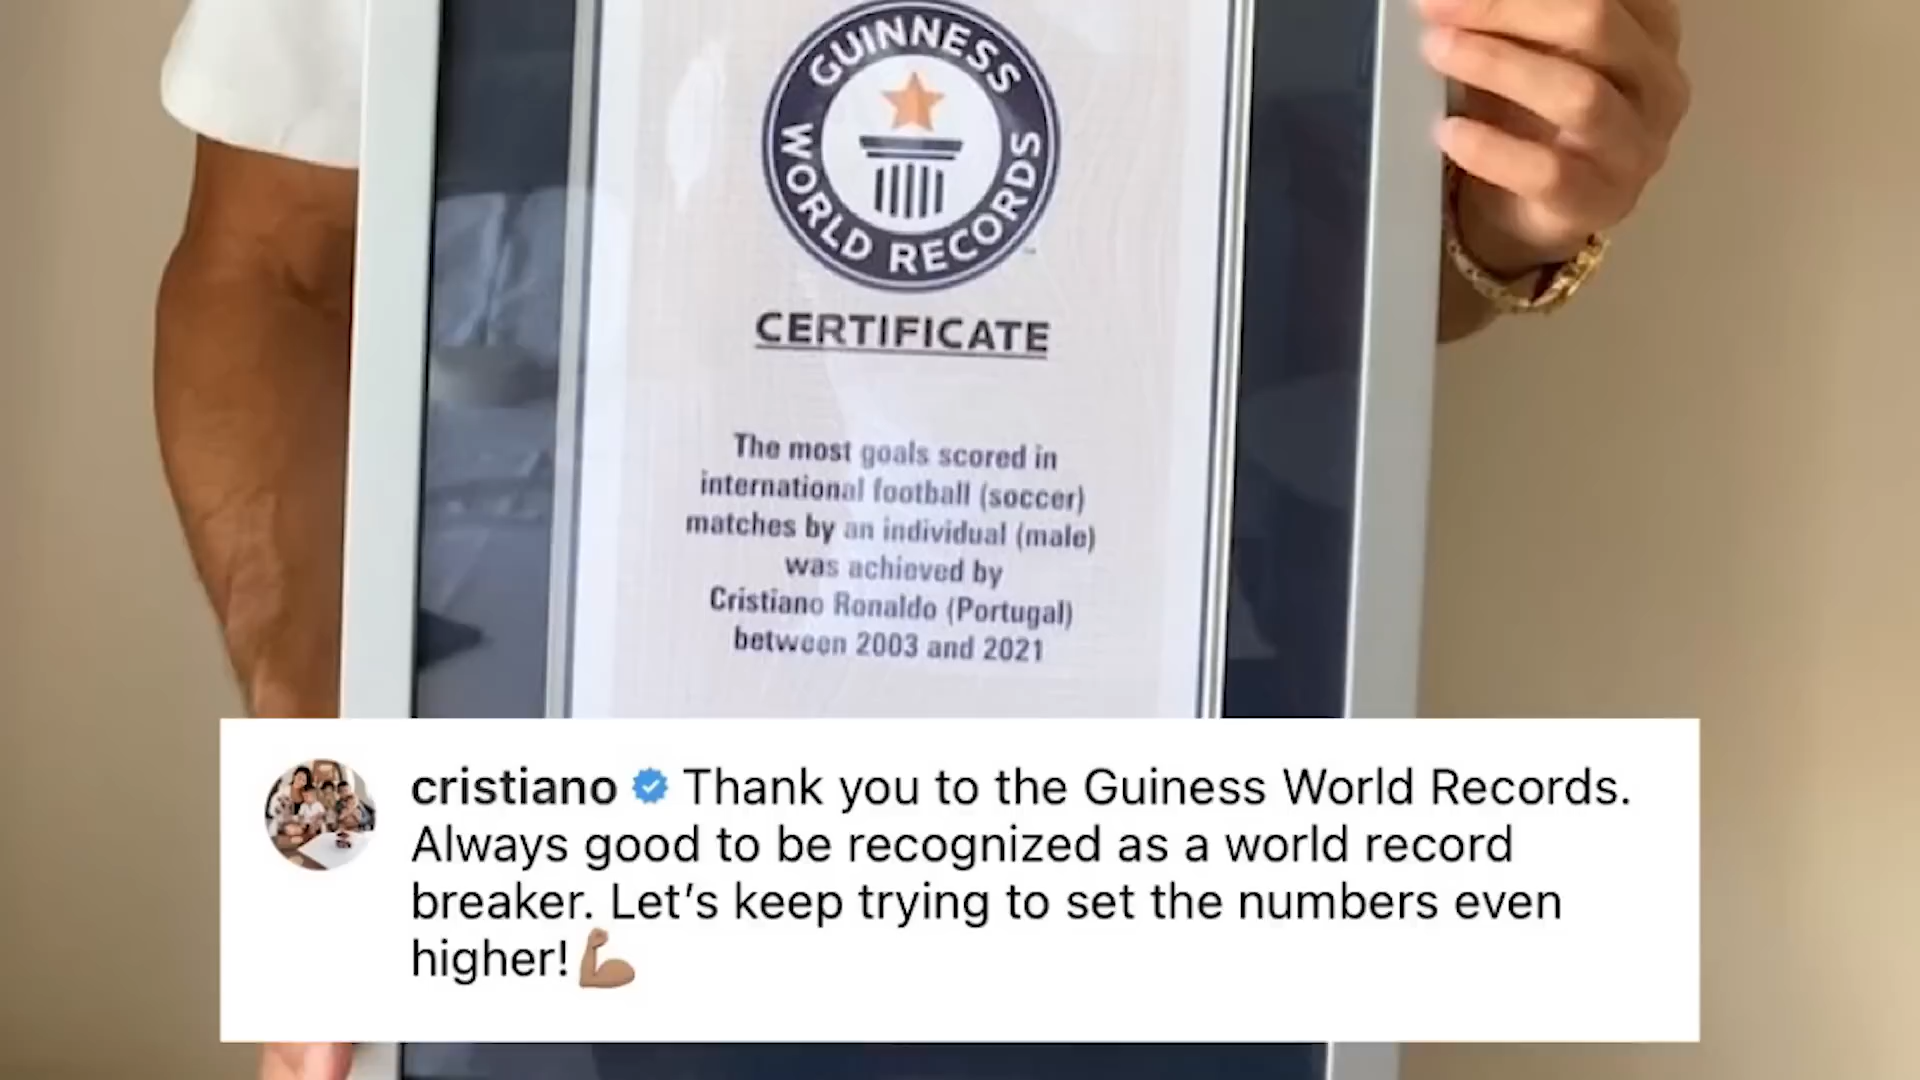 GUINNESS
WORLD RECORDS
™
CERTIFICATE
The most goals scored in
international football (soccer)
matches by an individual (male)
was achieved by
Cristiano Ronaldo (Portugal)
between 2003 and 2021
cristiano Thank you to the Guiness World Records.
Always good to be recognized as a world record
breaker. Let’s keep trying to set the numbers even
higher!💪🏽